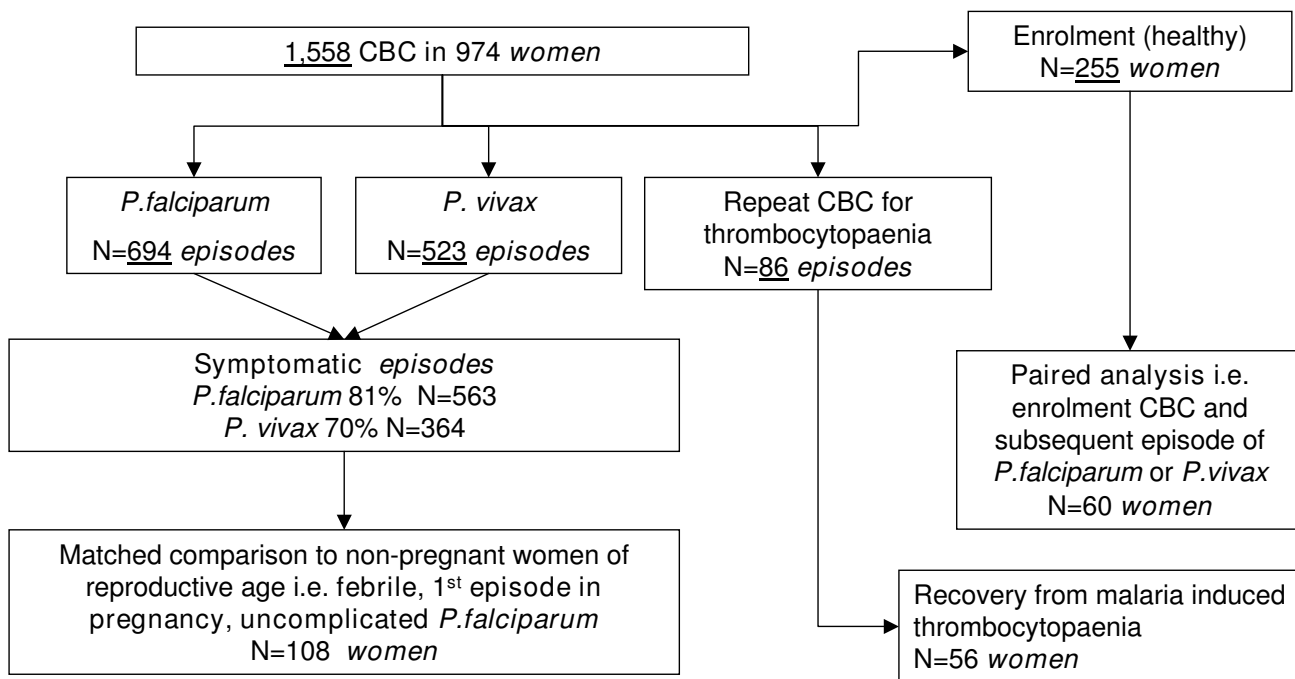 1,558 CBC in 974 women
Enrolment (healthy)
N=255 women
P.falciparum
N=694 episodes
P. vivax
N=523 episodes
Repeat CBC for
thrombocytopaenia
N=86 episodes
Symptomatic episodes
P.falciparum 81% N=563
P. vivax 70% N=364
Paired analysis i.e.
enrolment CBC and
subsequent episode of
P.falciparum or P.vivax
N=60 women
Matched comparison to non-pregnant women of
reproductive age i.e. febrile, 1st episode in
pregnancy, uncomplicated P.falciparum
N=108 women
Recovery from malaria induced
thrombocytopaenia
N=56 women